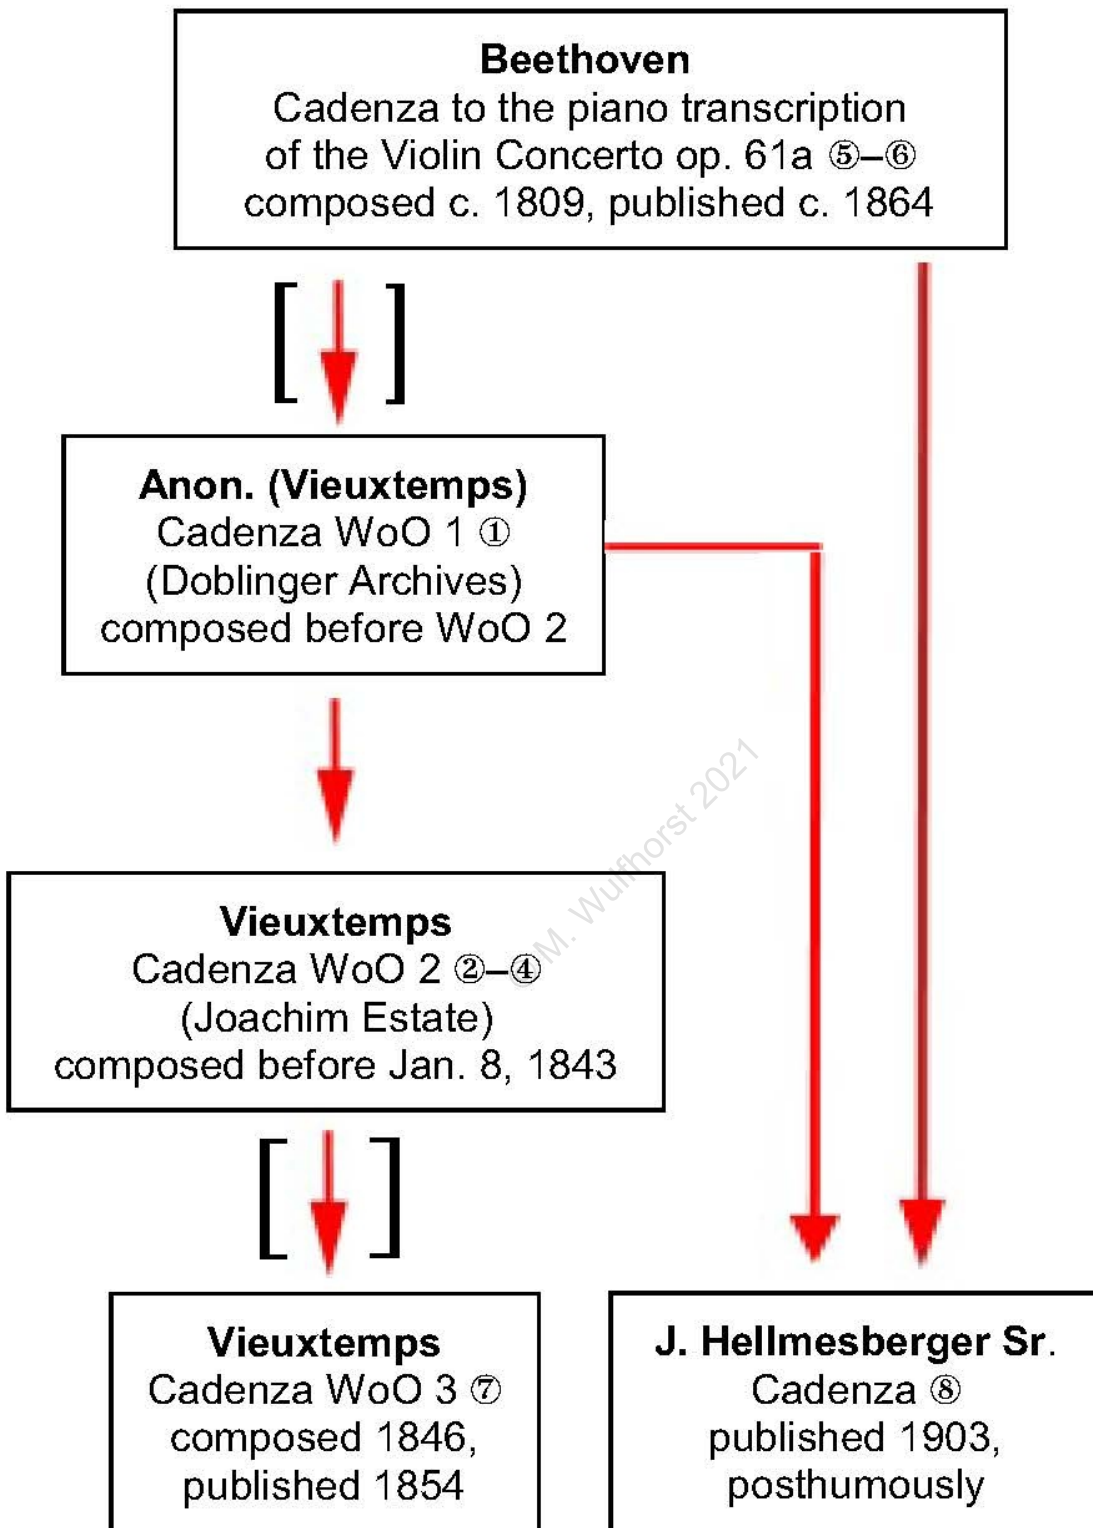 Beethoven
Cadenza to the piano transcription
of the Violin Concerto op. 61a ⑤–⑥
composed c. 1809, published c. 1864
[ ]
Anon. (Vieuxtemps)
Cadenza WoO 1 ①
(Doblinger Archives)
composed before WoO 2
Vieuxtemps
Cadenza WoO 2 ②–④
(Joachim Estate)
composed before Jan. 8, 1843
M. Wulfhorst 2021
[ ]
Vieuxtemps
Cadenza WoO 3 ⑦
composed 1846,
published 1854
J. Hellmesberger Sr.
Cadenza ⑧
published 1903,
posthumously